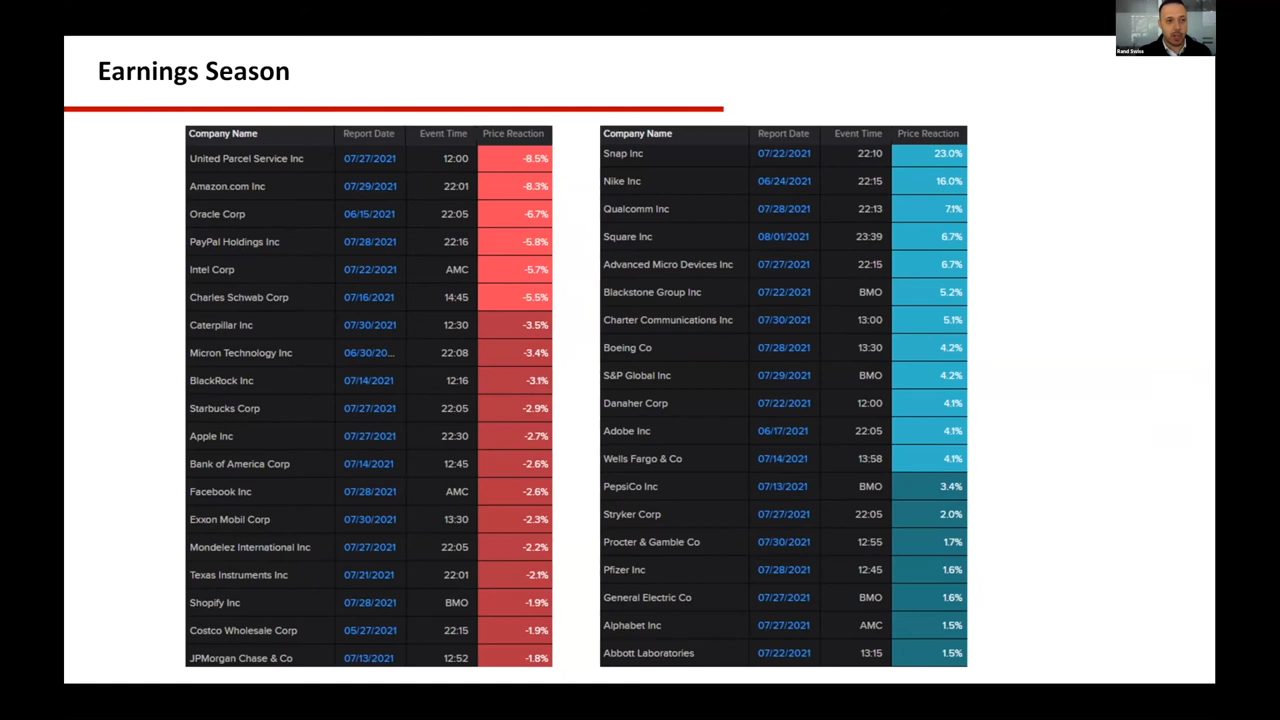 Rand Swiss
Earnings Season
Company Name Report Date Event Time Price Reaction
United Parcel Service Inc 07/27/2021 12:00 -8.5%
Amazon.com Inc 07/29/2021 22:01 -8.3%
Oracle Corp 06/15/2021 22:05 -6.7%
PayPal Holdings Inc 07/28/2021 22:16 -5.8%
Intel Corp 07/22/2021 AMC -5.7%
Charles Schwab Corp 07/16/2021 14:45 -5.5%
Caterpillar Inc 07/30/2021 12:30 -3.5%
Micron Technology Inc 06/30/20... 22:08 -3.4%
BlackRock Inc 07/14/2021 12:16 -3.1%
Starbucks Corp 07/27/2021 22:05 -2.9%
Apple Inc 07/27/2021 22:30 -2.7%
Bank of America Corp 07/14/2021 12:45 -2.6%
Facebook Inc 07/28/2021 AMC -2.6%
Exxon Mobil Corp 07/30/2021 13:30 -2.3%
Mondelez International Inc 07/27/2021 22:05 -2.2%
Texas Instruments Inc 07/21/2021 22:01 -2.1%
Shopify Inc 07/28/2021 BMO -1.9%
Costco Wholesale Corp 05/27/2021 22:15 -1.9%
JPMorgan Chase & Co 07/13/2021 12:52 -1.8%
Company Name Report Date Event Time Price Reaction
Snap Inc 07/22/2021 22:10 23.0%
Nike Inc 06/24/2021 22:15 16.0%
Qualcomm Inc 07/28/2021 22:13 7.1%
Square Inc 08/01/2021 23:39 6.7%
Advanced Micro Devices Inc 07/27/2021 22:15 6.7%
Blackstone Group Inc 07/22/2021 BMO 5.2%
Charter Communications Inc 07/30/2021 13:00 5.1%
Boeing Co 07/28/2021 13:30 4.2%
S&P Global Inc 07/29/2021 BMO 4.2%
Danaher Corp 07/22/2021 12:00 4.1%
Adobe Inc 06/17/2021 22:05 4.1%
Wells Fargo & Co 07/14/2021 13:58 4.1%
PepsiCo Inc 07/13/2021 BMO 3.4%
Stryker Corp 07/27/2021 22:05 2.0%
Procter & Gamble Co 07/30/2021 12:55 1.7%
Pfizer Inc 07/28/2021 12:45 1.6%
General Electric Co 07/27/2021 BMO 1.6%
Alphabet Inc 07/27/2021 AMC 1.5%
Abbott Laboratories 07/22/2021 13:15 1.5%